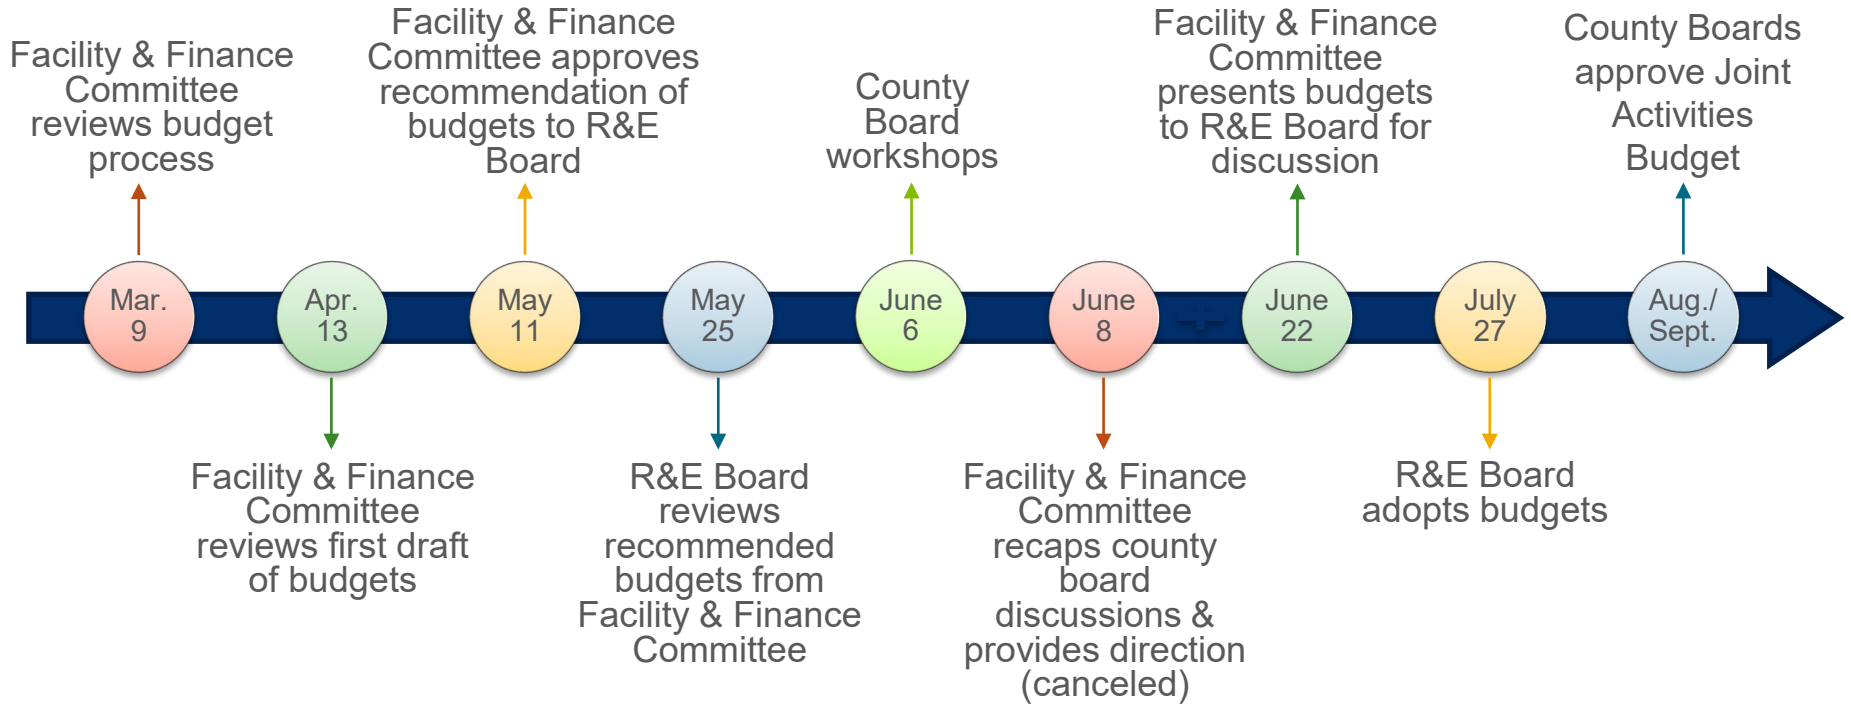 Facility & Finance
Committee
reviews budget
process
Facility & Finance
Committee approves
recommendation of
budgets to R&E
Board
County
Board
workshops
Facility & Finance
Committee
presents budgets
to R&E Board for
discussion
County Boards
approve Joint
Activities
Budget
Mar.
9
Apr.
13
May
11
May
25
June
6
June
8
June
22
July
27
Aug./
Sept.
Facility & Finance
Committee
reviews first draft
of budgets
R&E Board
reviews
recommended
budgets from
Facility & Finance
Committee
Facility & Finance
Committee
recaps county
board
discussions &
provides direction
(canceled)
R&E Board
adopts budgets